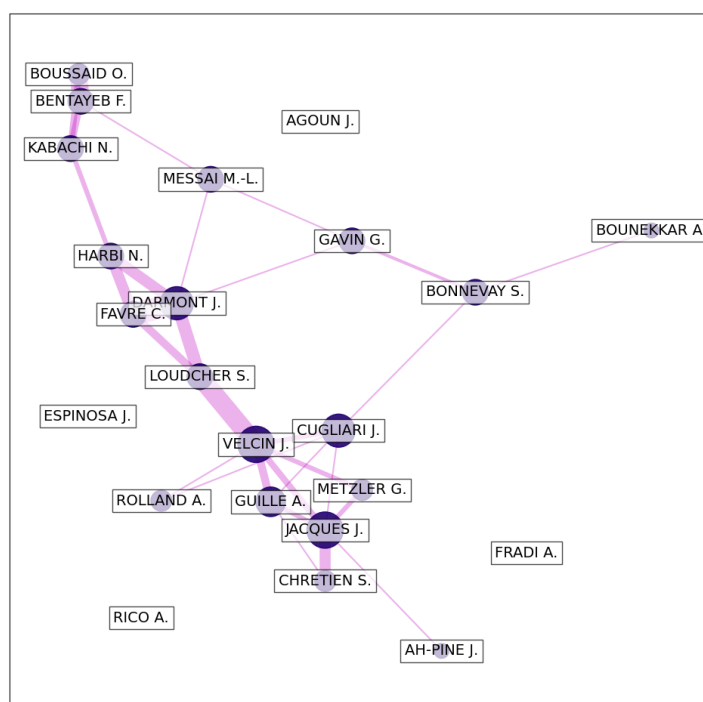 BOUSSAID O.
BENTAYEB F.
AGOUN J.
KABACHI N.
MESSAI M.-L.
BOUNEKKAR A
GAVIN G.
HARBI N.
BONNEVAY S.
DARMONT J.
FAVRE C.
LOUDCHER S.
ESPINOSA J.
CUGLIARI J.
VELCIN J.
METZLER G.
ROLLAND A.
GUILLE A.
JACQUES J.
FRADI A.
CHRETIEN S.
RICO A.
AH-PINE J.